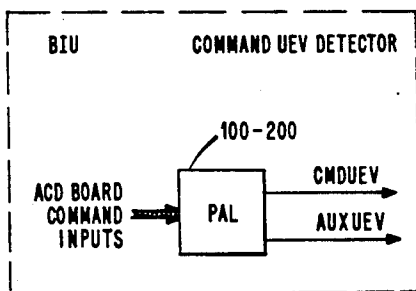 BIU COMMAND UEV DETECTOR
100-200
CMDUEV
ACD BOARD
COMMAND
INPUTS
PAL
AUXUEV